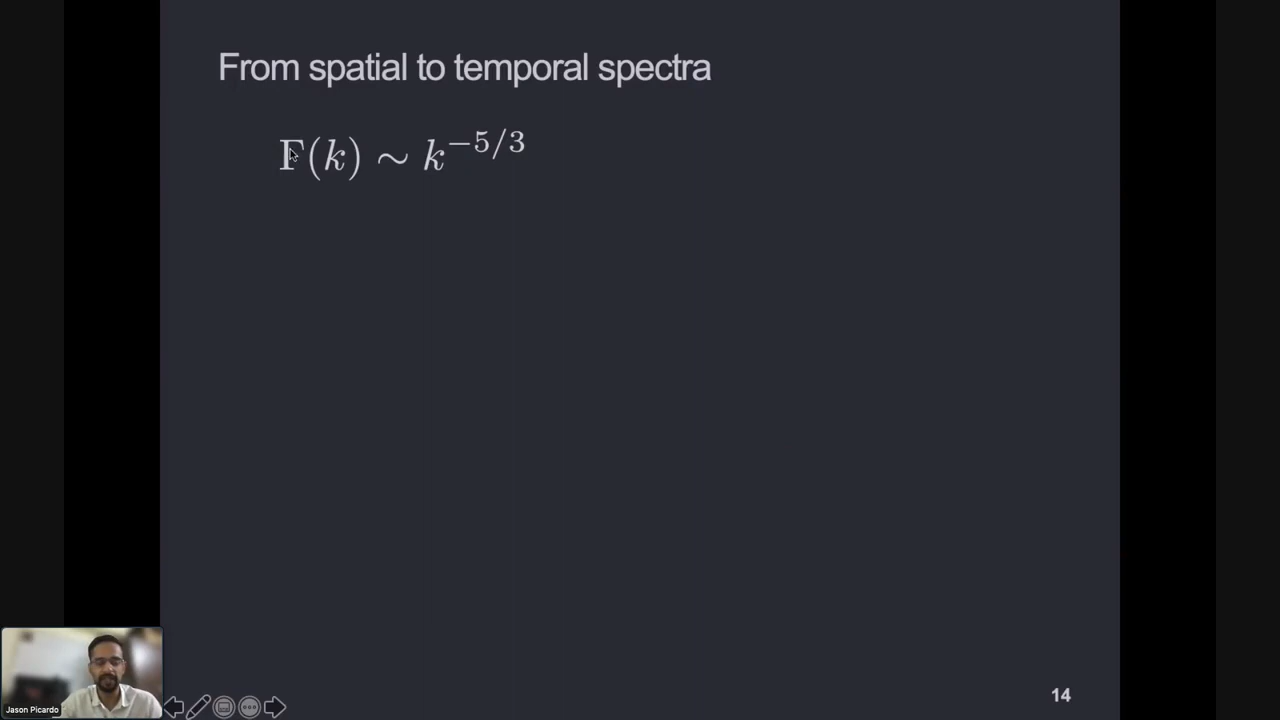 From spatial to temporal spectra
F(k) ∼ k^{-5/3}
Jason Picardo
14